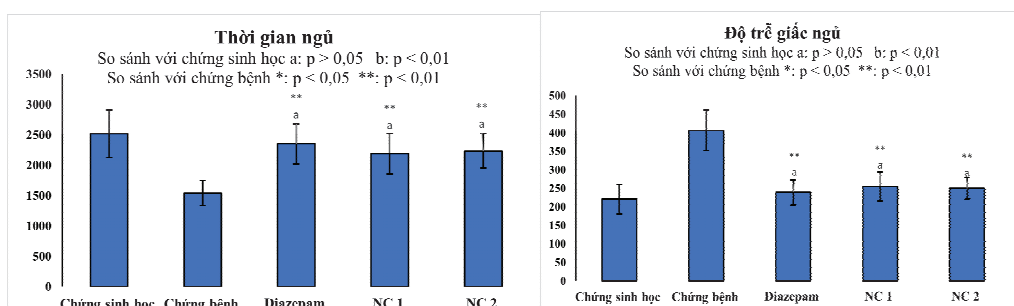 Thời gian ngủ
So sánh với chứng sinh học a: p > 0,05 b: p < 0,01
So sánh với chứng bệnh *: p < 0,05 **: p < 0,01
3500
3000
2500
2000
1500
1000
500
0
**
a
**
a
**
a
Chứng sinh học Chứng bệnh Diazepam NC 1 NC 2
Độ trễ giấc ngủ
So sánh với chứng sinh học a: p > 0,05 b: p < 0,01
So sánh với chứng bệnh *: p < 0,05 **: p < 0,01
500
450
400
350
300
250
200
150
100
50
0
**
a
**
a
**
a
Chứng sinh học Chứng bệnh Diazepam NC 1 NC 2